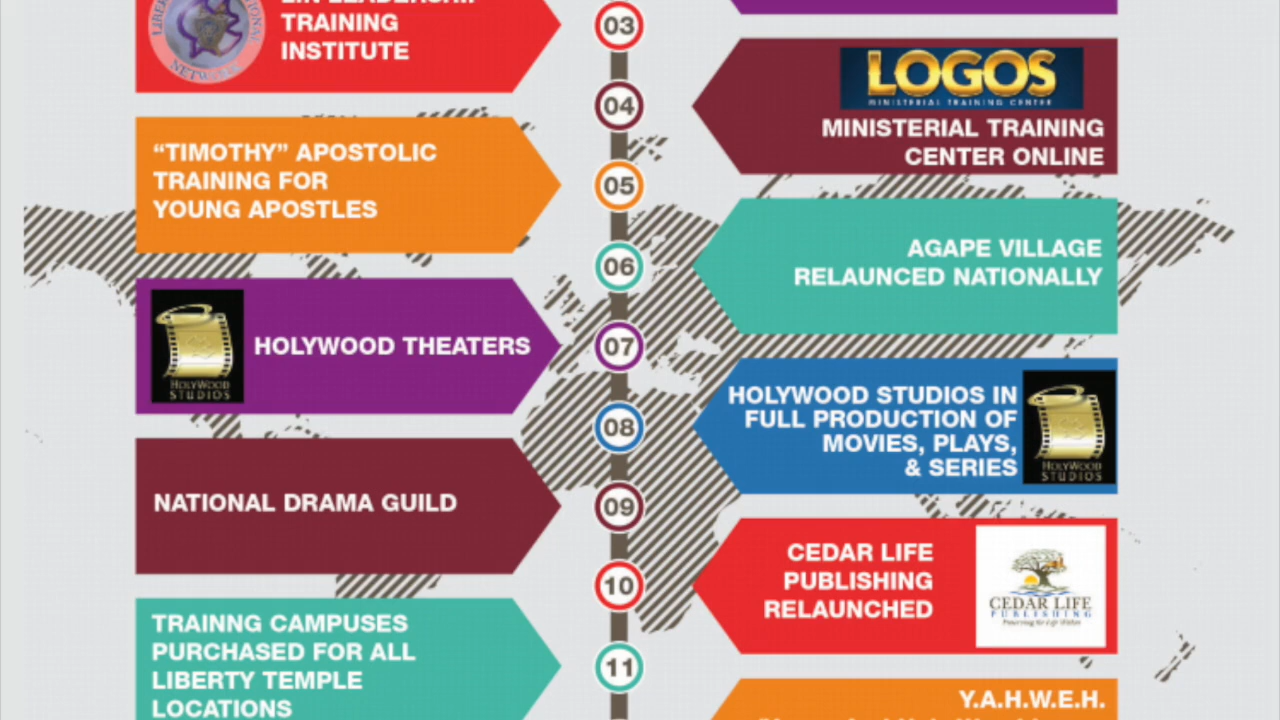 TRAINING
INSTITUTE
03
LOGOS
MINISTERIAL TRAINING CENTER
MINISTERIAL TRAINING
CENTER ONLINE
04
“TIMOTHY” APOSTOLIC
TRAINING FOR
YOUNG APOSTLES
05
AGAPE VILLAGE
RELAUNCED NATIONALLY
06
HOLYWOOD
STUDIOS
HOLYWOOD THEATERS
07
HOLYWOOD STUDIOS IN
FULL PRODUCTION OF
MOVIES, PLAYS,
& SERIES
HOLYWOOD
STUDIOS
08
NATIONAL DRAMA GUILD
09
CEDAR LIFE
PUBLISHING
RELAUNCHED
CEDAR LIFE
PUBLISHING
10
TRAINNG CAMPUSES
PURCHASED FOR ALL
LIBERTY TEMPLE
LOCATIONS
11
Y.A.H.W.E.H.